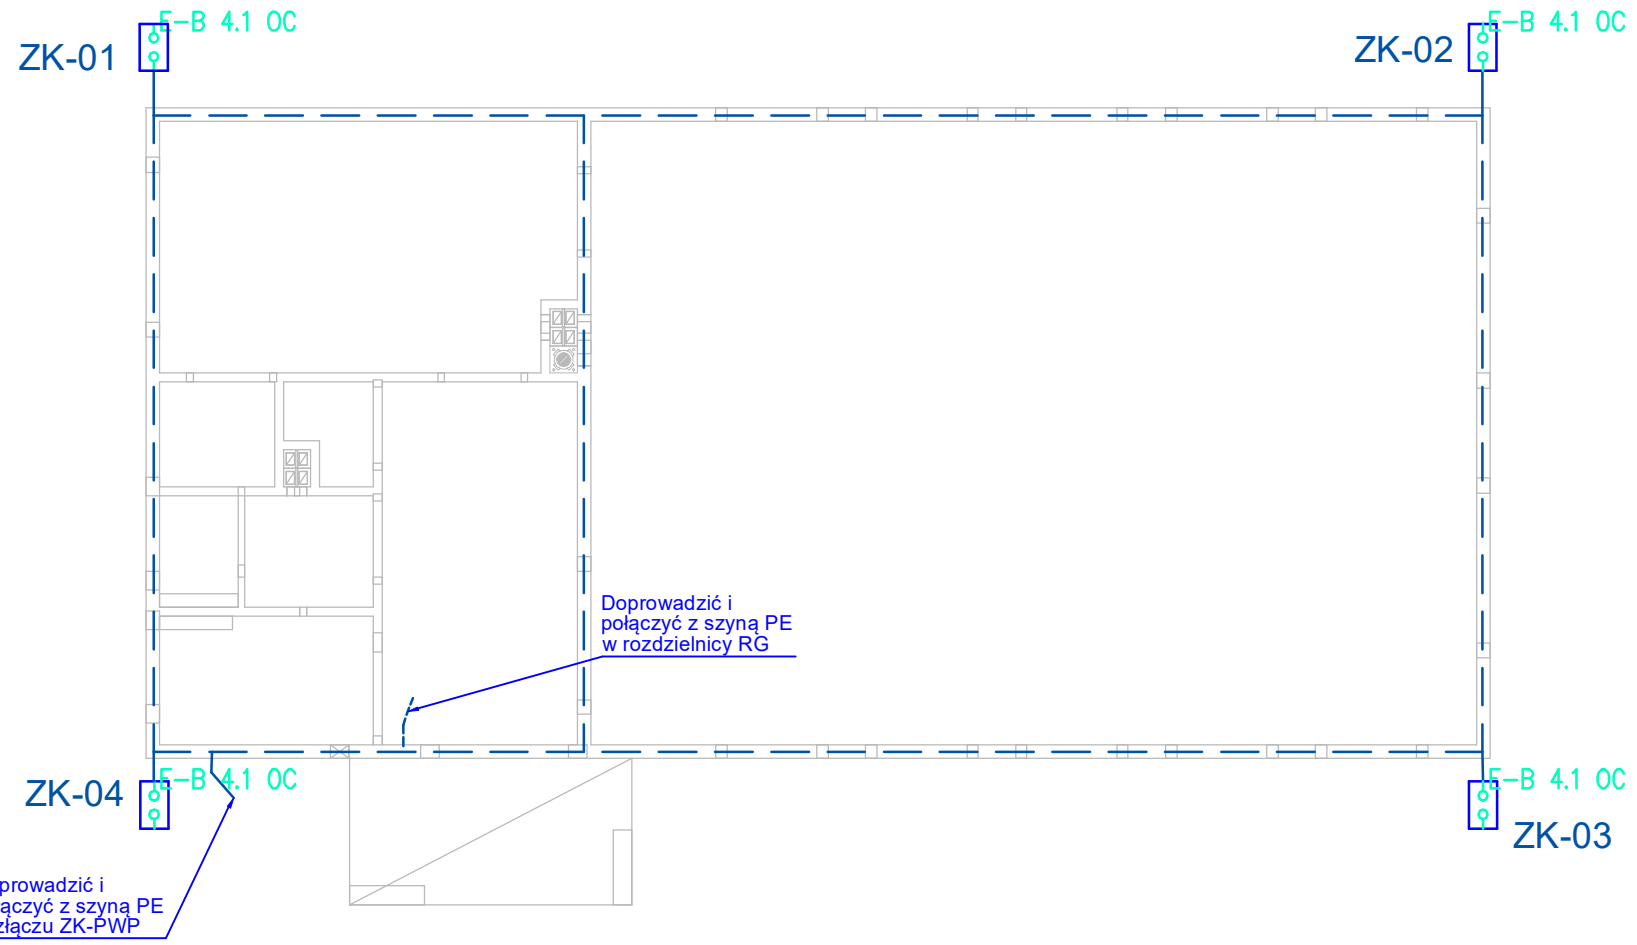 E-B 4.1 OC
ZK-01
E-B 4.1 OC
ZK-02
Doprowadzić i
połączyć z szyną PE
w rozdzielnicy RG
E-B 4.1 OC
ZK-04
E-B 4.1 OC
ZK-03
prowadzić i
ączyć z szyną PE
złączu ZK-PWP